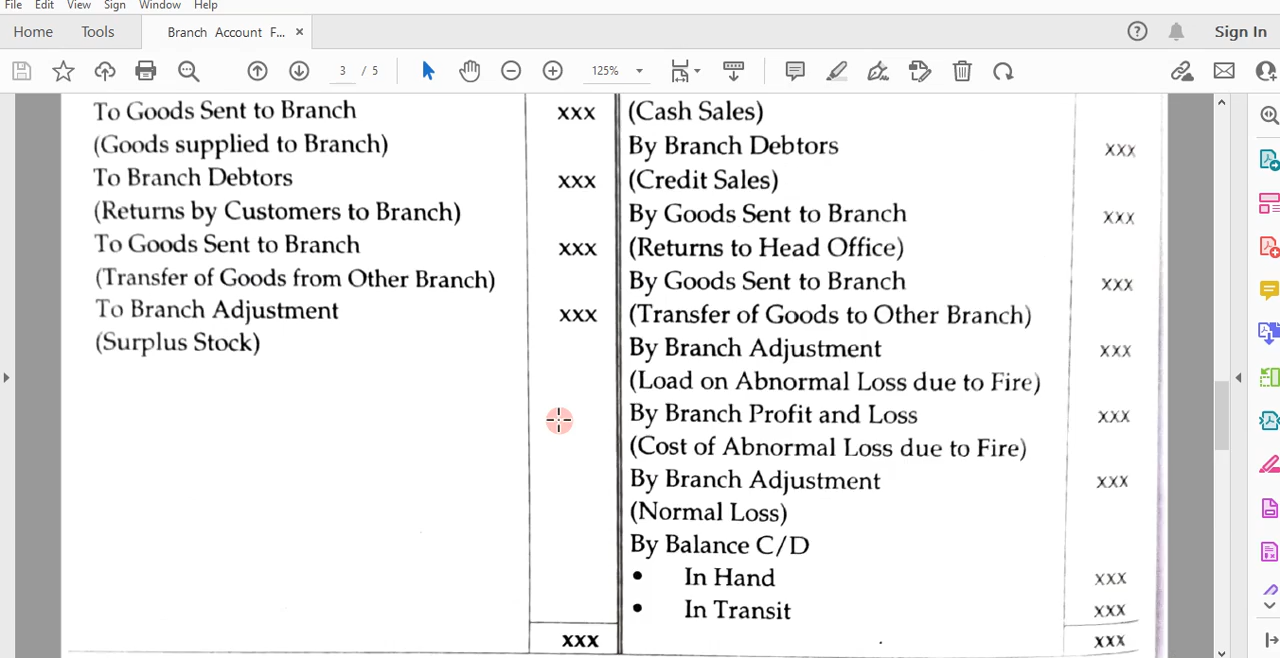 File Edit View Sign Window Help
Home Tools Branch Account F... × Sign In
3 / 5 125%
To Goods Sent to Branch xxx (Cash Sales)
(Goods supplied to Branch) By Branch Debtors xxx
To Branch Debtors xxx (Credit Sales)
(Returns by Customers to Branch) By Goods Sent to Branch xxx
To Goods Sent to Branch xxx (Returns to Head Office)
(Transfer of Goods from Other Branch) By Goods Sent to Branch xxx
To Branch Adjustment xxx (Transfer of Goods to Other Branch)
(Surplus Stock) By Branch Adjustment xxx
(Load on Abnormal Loss due to Fire)
By Branch Profit and Loss xxx
(Cost of Abnormal Loss due to Fire)
By Branch Adjustment xxx
(Normal Loss)
By Balance C/D
• In Hand xxx
• In Transit xxx
xxx xxx